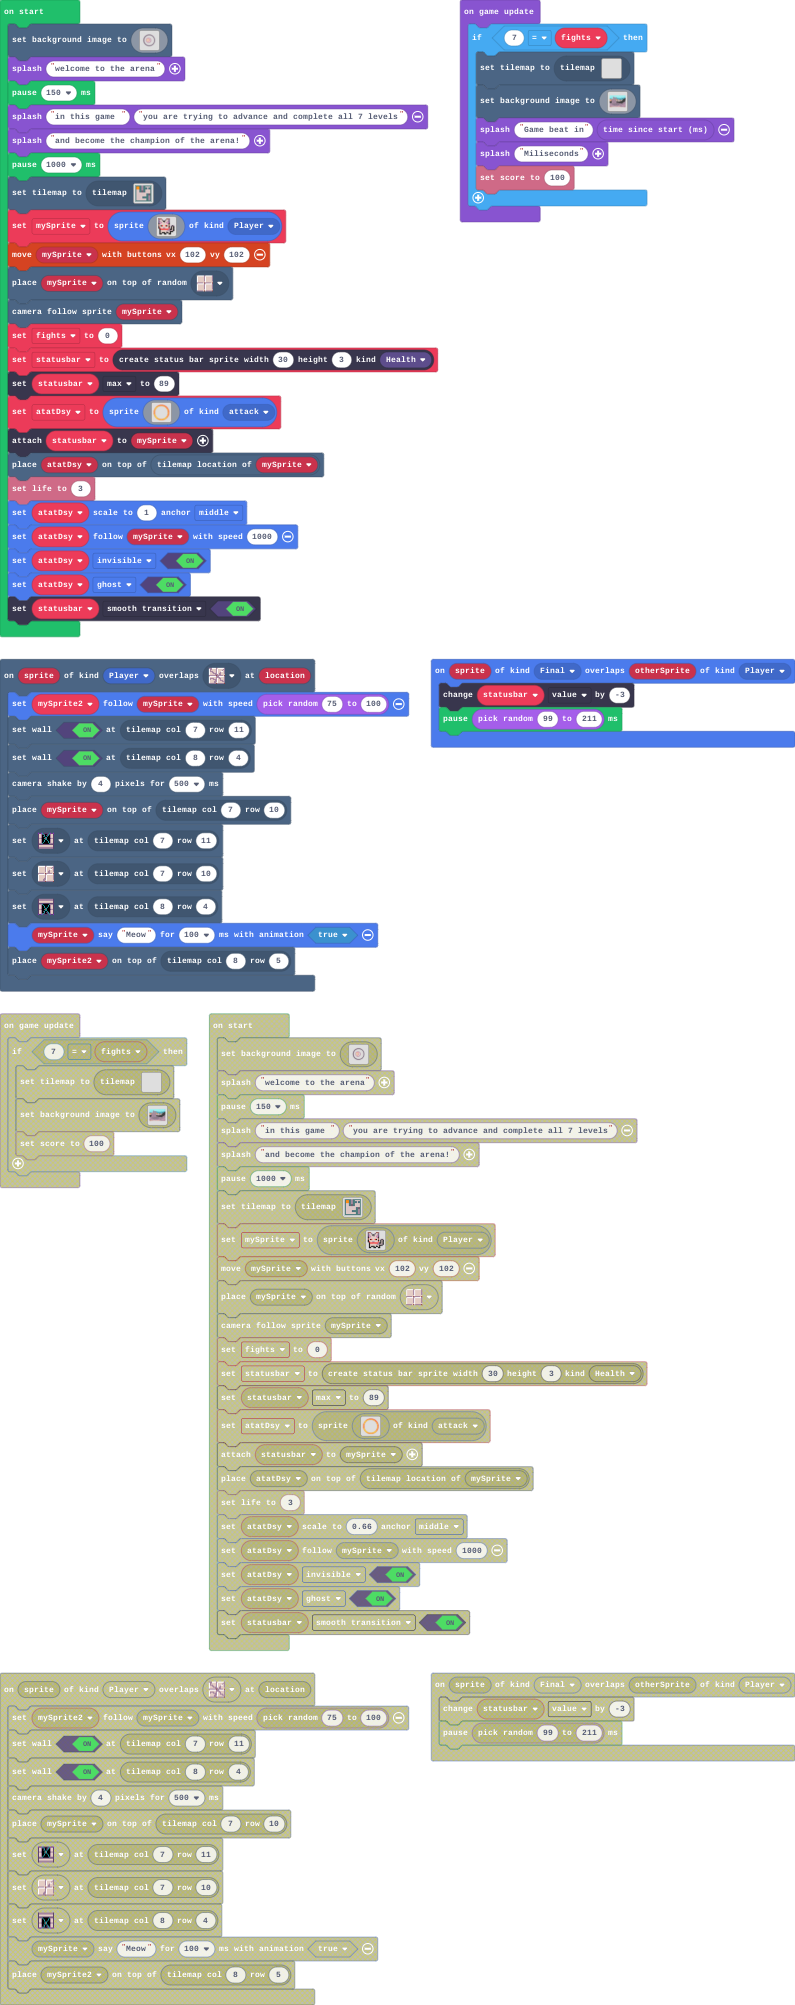 on start
set background image to
splash "welcome to the arena"
pause 150 ms
splash "in this game " "you are trying to advance and complete all 7 levels"
splash "and become the champion of the arena!"
pause 1000 ms
set tilemap to tilemap
set mySprite to sprite of kind Player
move mySprite with buttons vx 102 vy 102
place mySprite on top of random
camera follow sprite mySprite
set fights to 0
set statusbar to create status bar sprite width 30 height 3 kind Health
set statusbar max to 89
set atatDsy to sprite of kind attack
attach statusbar to mySprite
place atatDsy on top of tilemap location of mySprite
set life to 3
set atatDsy scale to 1 anchor middle
set atatDsy follow mySprite with speed 1000
set atatDsy invisible ON
set atatDsy ghost ON
set statusbar smooth transition ON
on game update
if 7 = fights then
set tilemap to tilemap
set background image to
splash "Game beat in" time since start (ms)
splash "Miliseconds"
set score to 100
on sprite of kind Player overlaps at location
set mySprite2 follow mySprite with speed pick random 75 to 100
set wall ON at tilemap col 7 row 11
set wall ON at tilemap col 8 row 4
camera shake by 4 pixels for 500 ms
place mySprite on top of tilemap col 7 row 10
set at tilemap col 7 row 11
set at tilemap col 7 row 10
set at tilemap col 8 row 4
mySprite say "Meow" for 100 ms with animation true
place mySprite2 on top of tilemap col 8 row 5
on sprite of kind Final overlaps otherSprite of kind Player
change statusbar value by -3
pause pick random 99 to 211 ms
on game update
if 7 = fights then
set tilemap to tilemap
set background image to
set score to 100
on start
set background image to
splash "welcome to the arena"
pause 150 ms
splash "in this game " "you are trying to advance and complete all 7 levels"
splash "and become the champion of the arena!"
pause 1000 ms
set tilemap to tilemap
set mySprite to sprite of kind Player
move mySprite with buttons vx 102 vy 102
place mySprite on top of random
camera follow sprite mySprite
set fights to 0
set statusbar to create status bar sprite width 30 height 3 kind Health
set statusbar max to 89
set atatDsy to sprite of kind attack
attach statusbar to mySprite
place atatDsy on top of tilemap location of mySprite
set life to 3
set atatDsy scale to 0.66 anchor middle
set atatDsy follow mySprite with speed 1000
set atatDsy invisible ON
set atatDsy ghost ON
set statusbar smooth transition ON
on sprite of kind Player overlaps at location
set mySprite2 follow mySprite with speed pick random 75 to 100
set wall ON at tilemap col 7 row 11
set wall ON at tilemap col 8 row 4
camera shake by 4 pixels for 500 ms
place mySprite on top of tilemap col 7 row 10
set at tilemap col 7 row 11
set at tilemap col 7 row 10
set at tilemap col 8 row 4
mySprite say "Meow" for 100 ms with animation true
place mySprite2 on top of tilemap col 8 row 5
on sprite of kind Final overlaps otherSprite of kind Player
change statusbar value by -3
pause pick random 99 to 211 ms